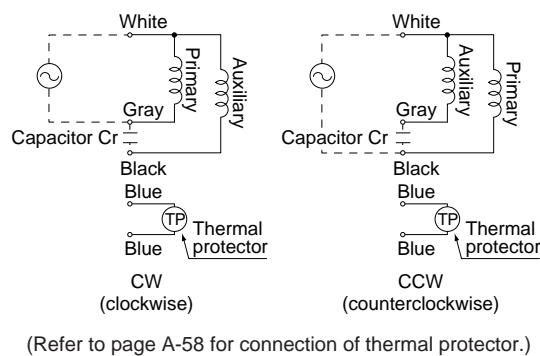 White
Primary
Auxiliary
Gray
Capacitor Cr
Black
Blue
TP
Thermal
protector
Blue
CW
(clockwise)
White
Auxiliary
Primary
Gray
Capacitor Cr
Black
Blue
TP
Thermal
protector
Blue
CCW
(counterclockwise)
(Refer to page A-58 for connection of thermal protector.)